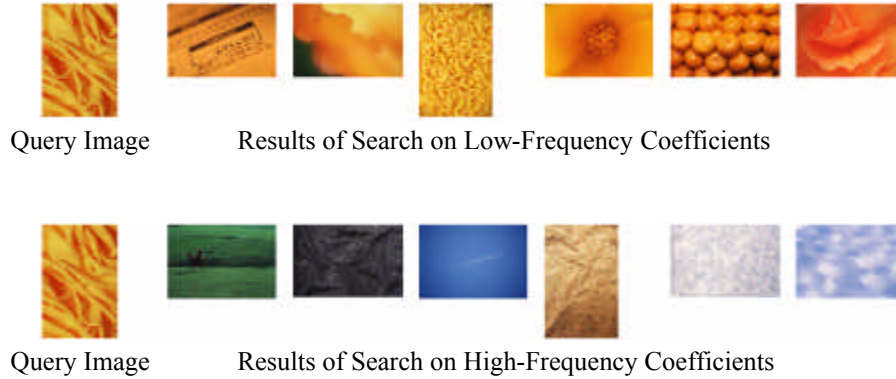 Query Image Results of Search on Low-Frequency Coefficients
Query Image Results of Search on High-Frequency Coefficients